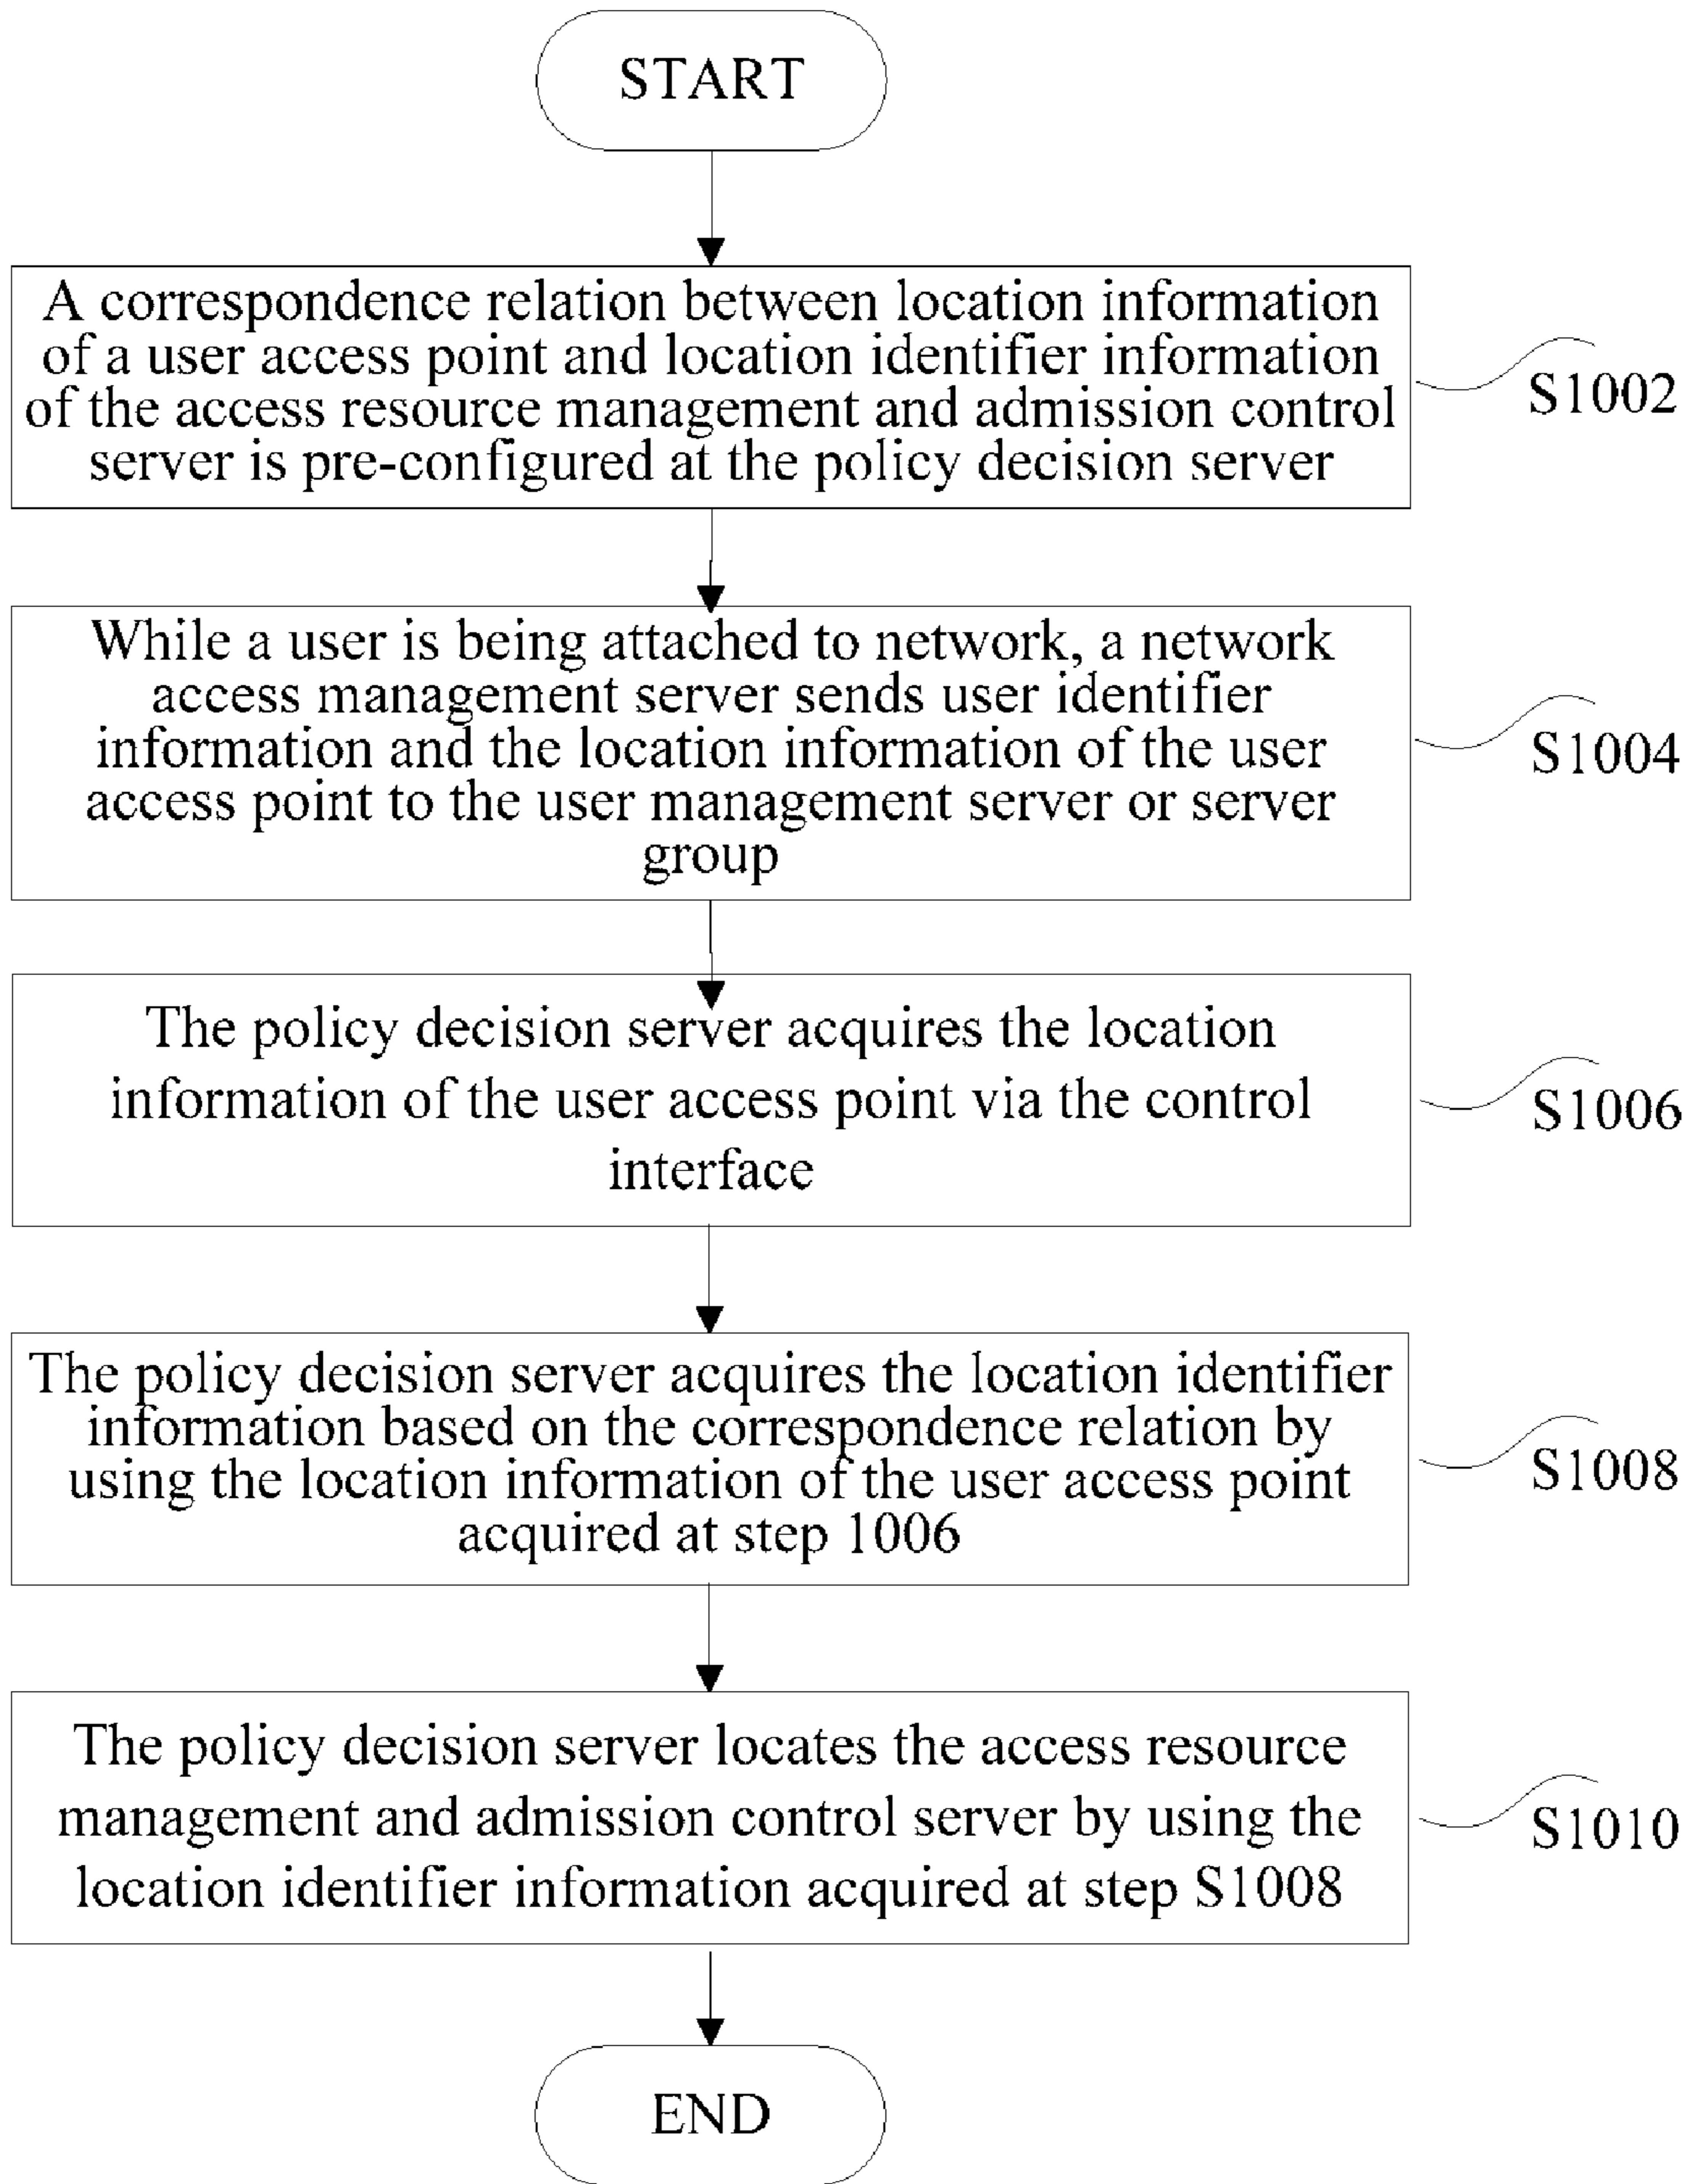 START
A correspondence relation between location information
of a user access point and location identifier information
of the access resource management and admission control
server is pre-configured at the policy decision server
S1002
While a user is being attached to network, a network
access management server sends user identifier
information and the location information of the user
access point to the user management server or server
group
S1004
The policy decision server acquires the location
information of the user access point via the control
interface
S1006
The policy decision server acquires the location identifier
information based on the correspondence relation by
using the location information of the user access point
acquired at step 1006
S1008
The policy decision server locates the access resource
management and admission control server by using the
location identifier information acquired at step S1008
S1010
END